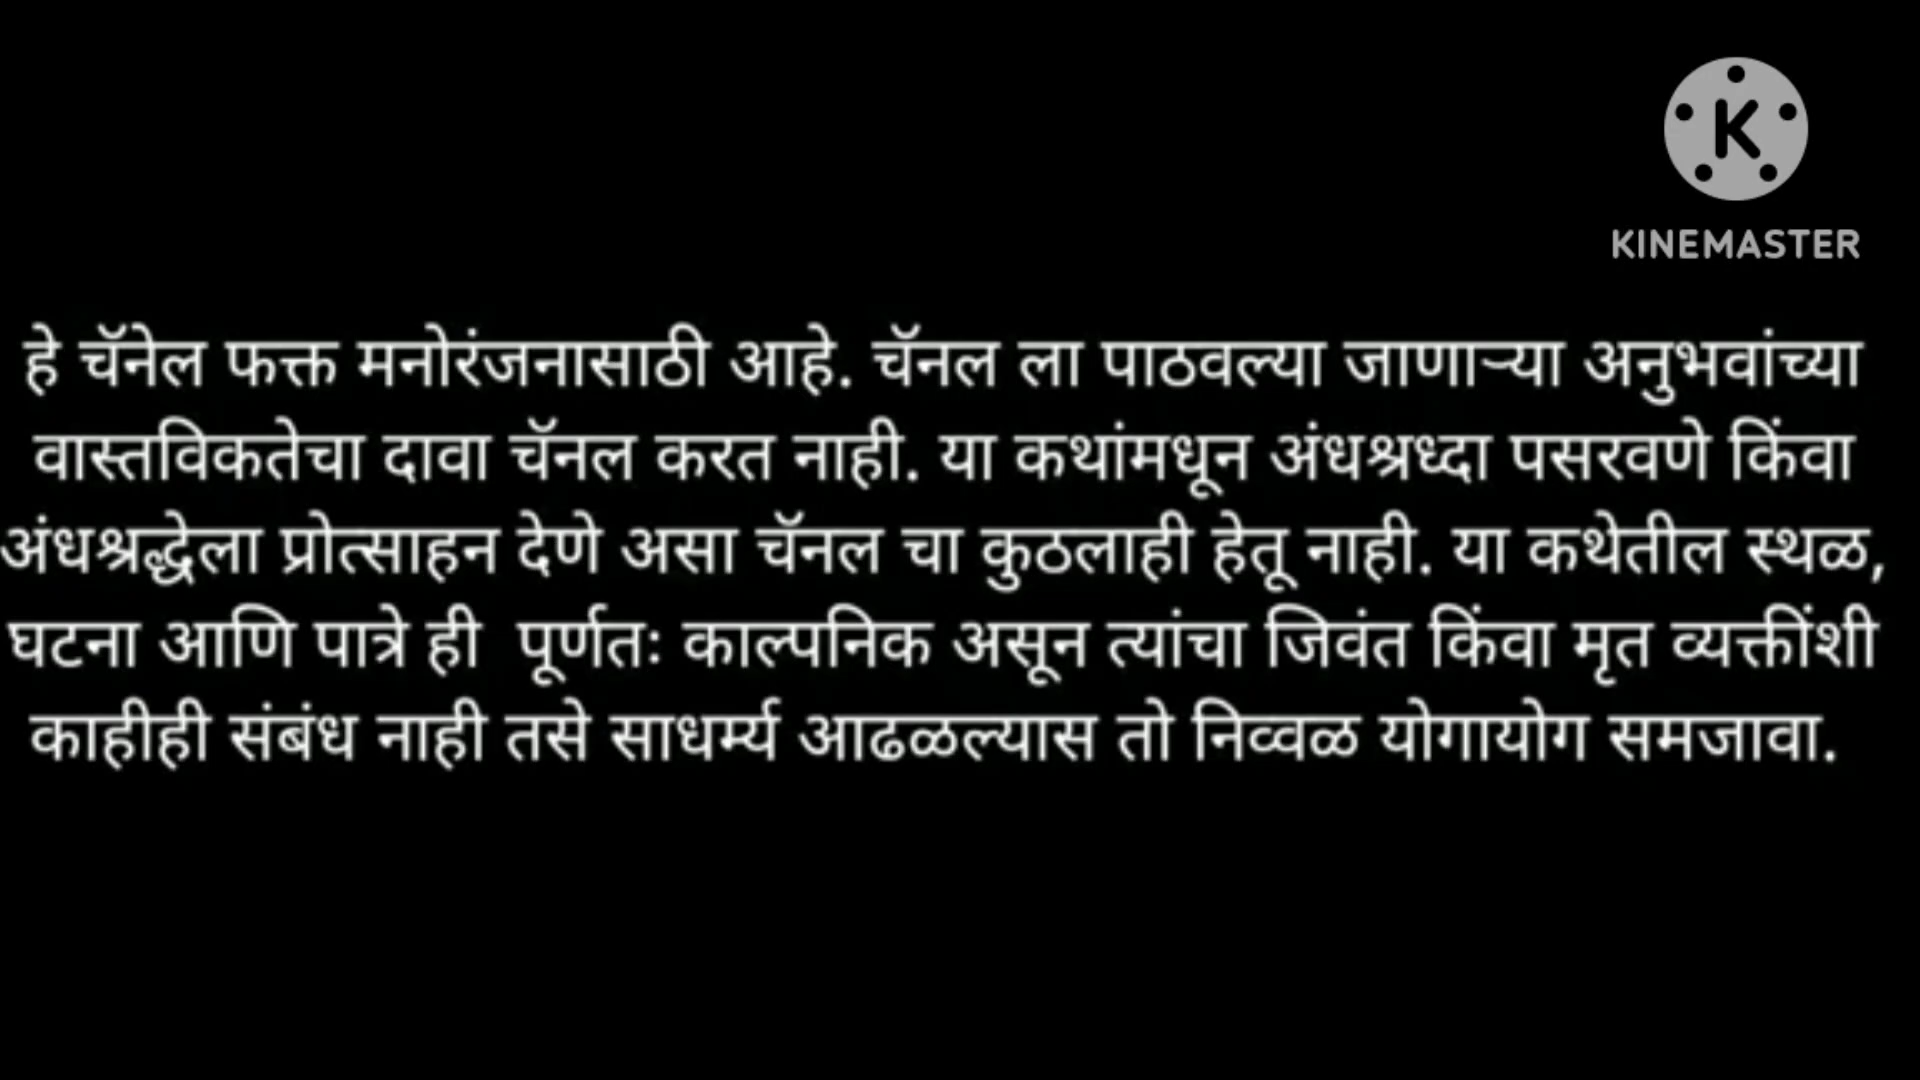 KINEMASTER
हे चॅनेल फक्त मनोरंजनासाठी आहे. चॅनल ला पाठवल्या जाणाऱ्या अनुभवांच्या
वास्तविकतेचा दावा चॅनल करत नाही. या कथांमधून अंधश्रध्दा पसरवणे किंवा
अंधश्रद्धेला प्रोत्साहन देणे असा चॅनल चा कुठलाही हेतू नाही. या कथेतील स्थळ,
घटना आणि पात्रे ही पूर्णतः काल्पनिक असून त्यांचा जिवंत किंवा मृत व्यक्तींशी
काहीही संबंध नाही तसे साधर्म्य आढळल्यास तो निव्वळ योगायोग समजावा.